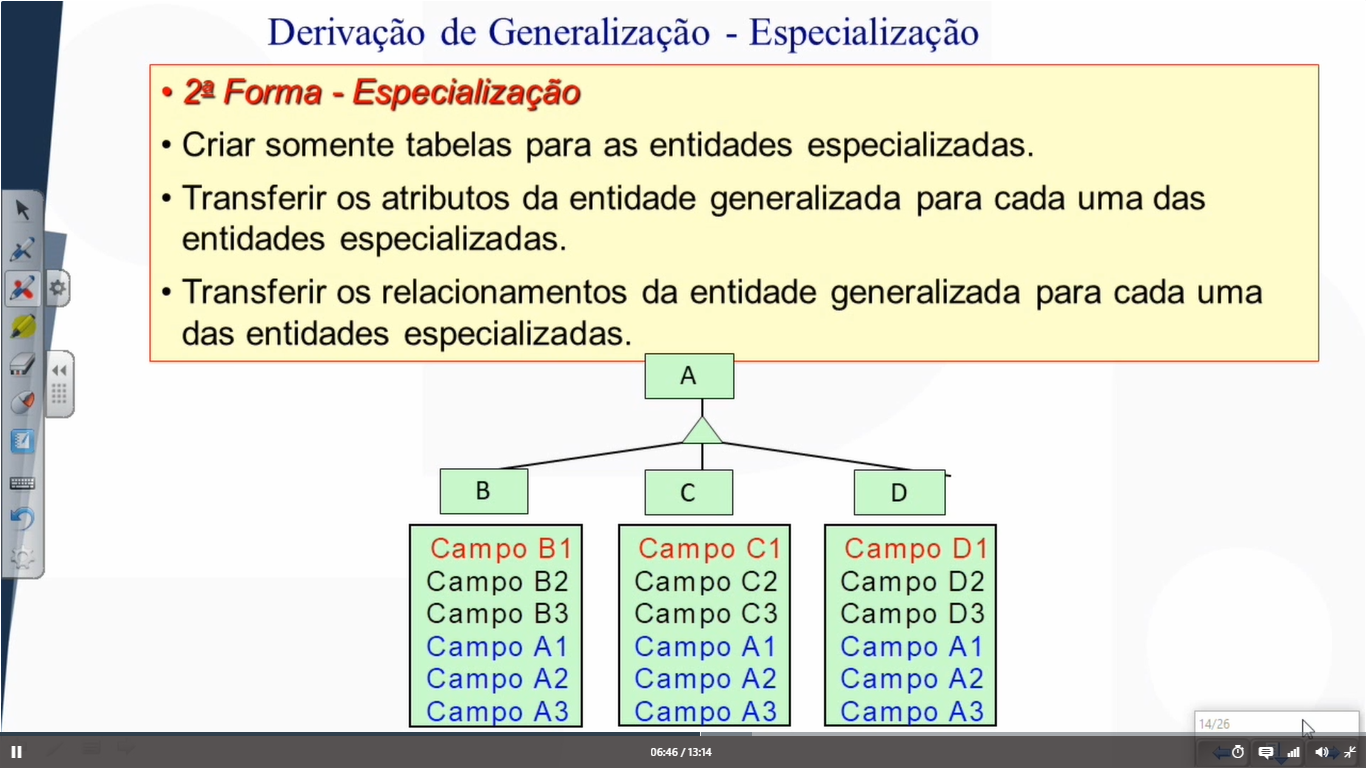 Derivação de Generalização - Especialização
• 2ª Forma - Especialização
• Criar somente tabelas para as entidades especializadas.
• Transferir os atributos da entidade generalizada para cada uma das
entidades especializadas.
• Transferir os relacionamentos da entidade generalizada para cada uma
das entidades especializadas.
A
B
C
D
Campo B1
Campo B2
Campo B3
Campo A1
Campo A2
Campo A3
Campo C1
Campo C2
Campo C3
Campo A1
Campo A2
Campo A3
Campo D1
Campo D2
Campo D3
Campo A1
Campo A2
Campo A3
14/26
06:46 / 13:14